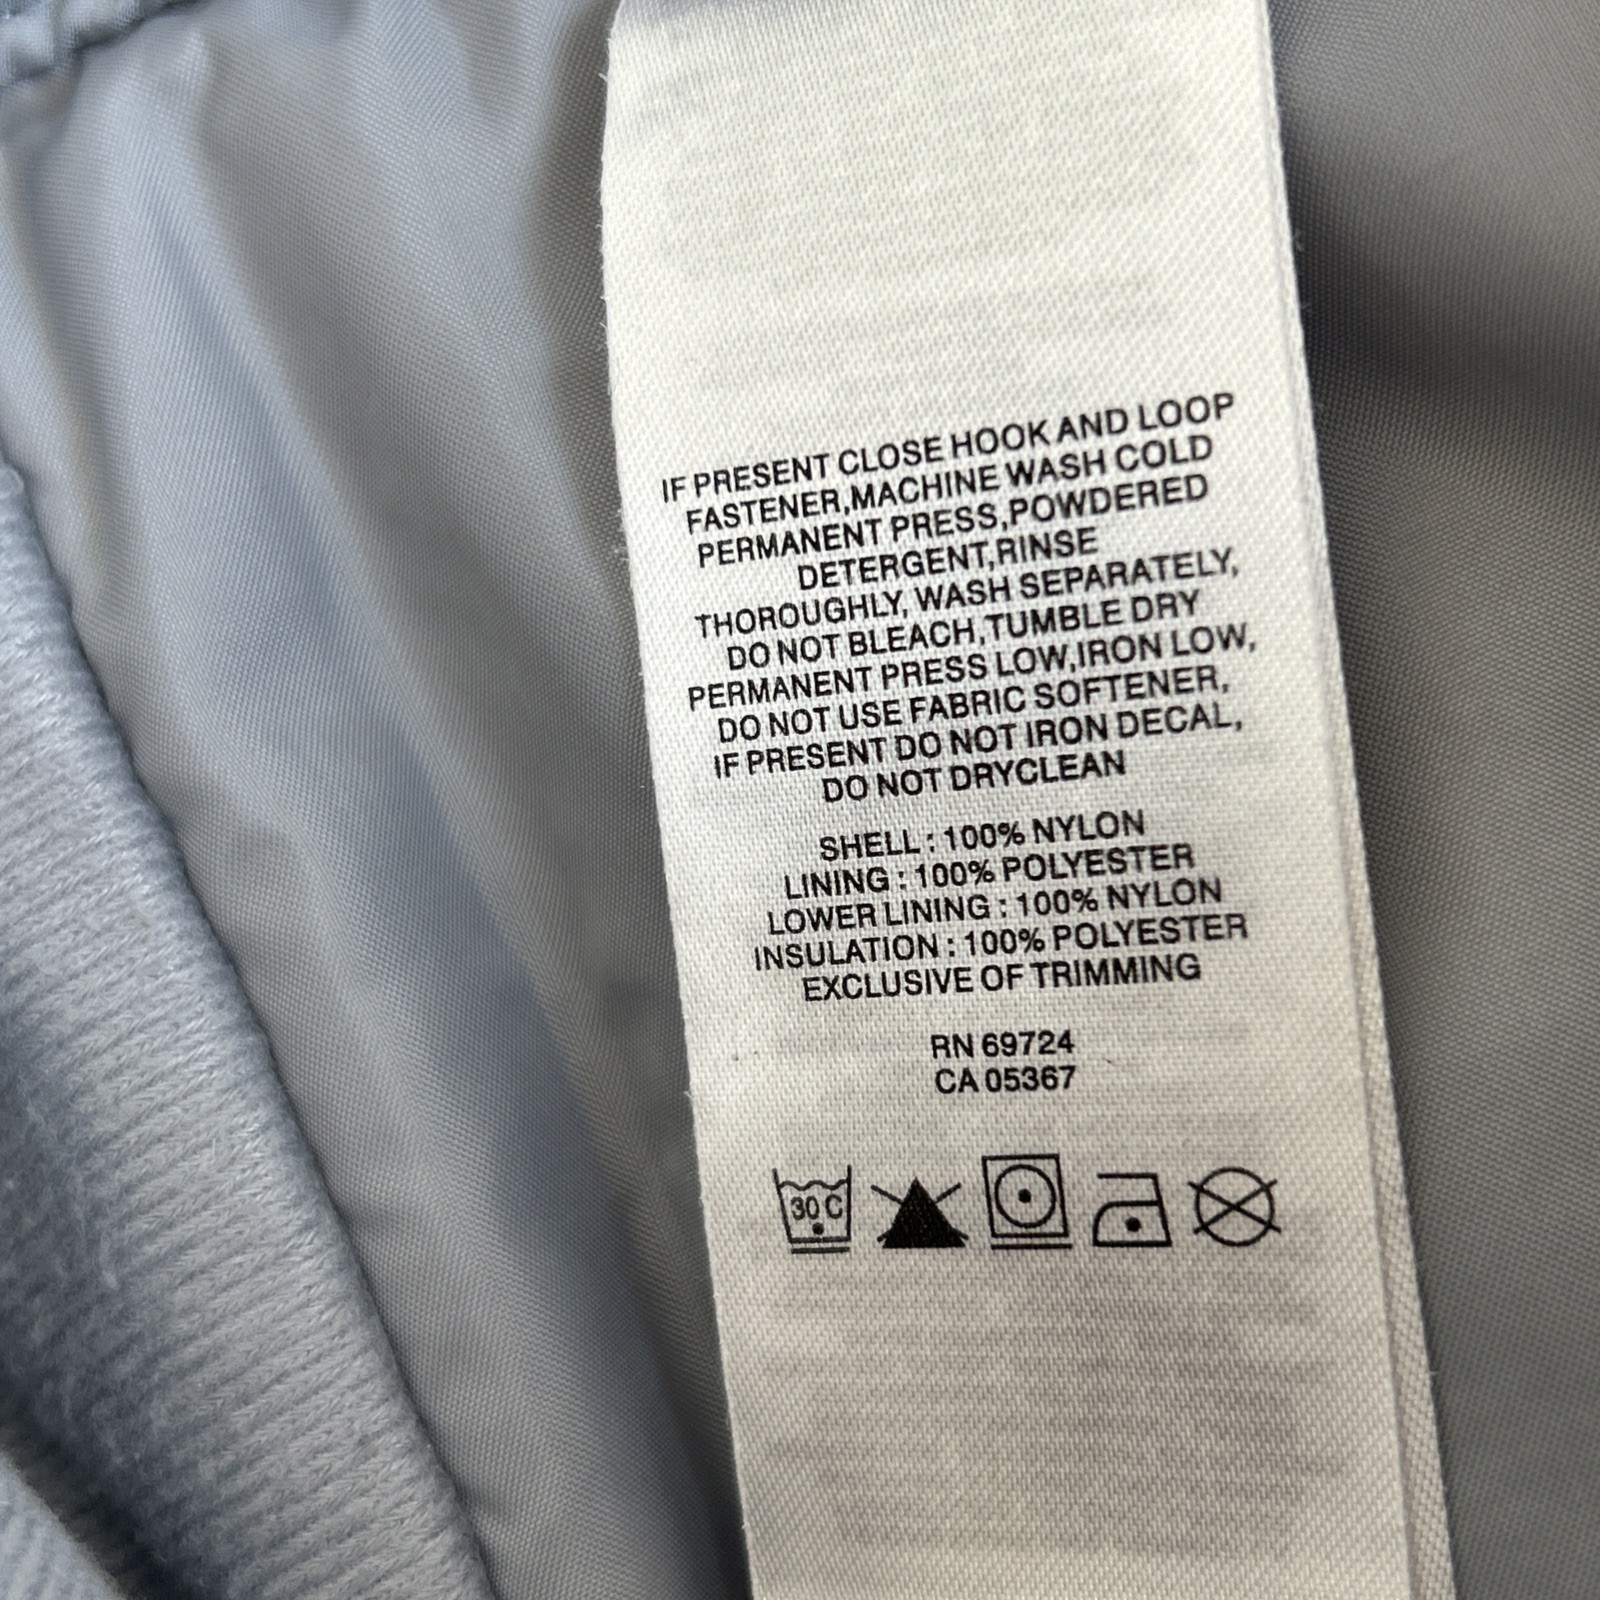 IF PRESENT CLOSE HOOK AND LOOP
FASTENER,MACHINE WASH COLD
PERMANENT PRESS,POWDERED
DETERGENT,RINSE
THOROUGHLY, WASH SEPARATELY,
DO NOT BLEACH,TUMBLE DRY
PERMANENT PRESS LOW,IRON LOW,
DO NOT USE FABRIC SOFTENER,
IF PRESENT DO NOT IRON DECAL,
DO NOT DRYCLEAN
SHELL : 100% NYLON
LINING : 100% POLYESTER
LOWER LINING : 100% NYLON
INSULATION : 100% POLYESTER
EXCLUSIVE OF TRIMMING
RN 69724
CA 05367
30 C